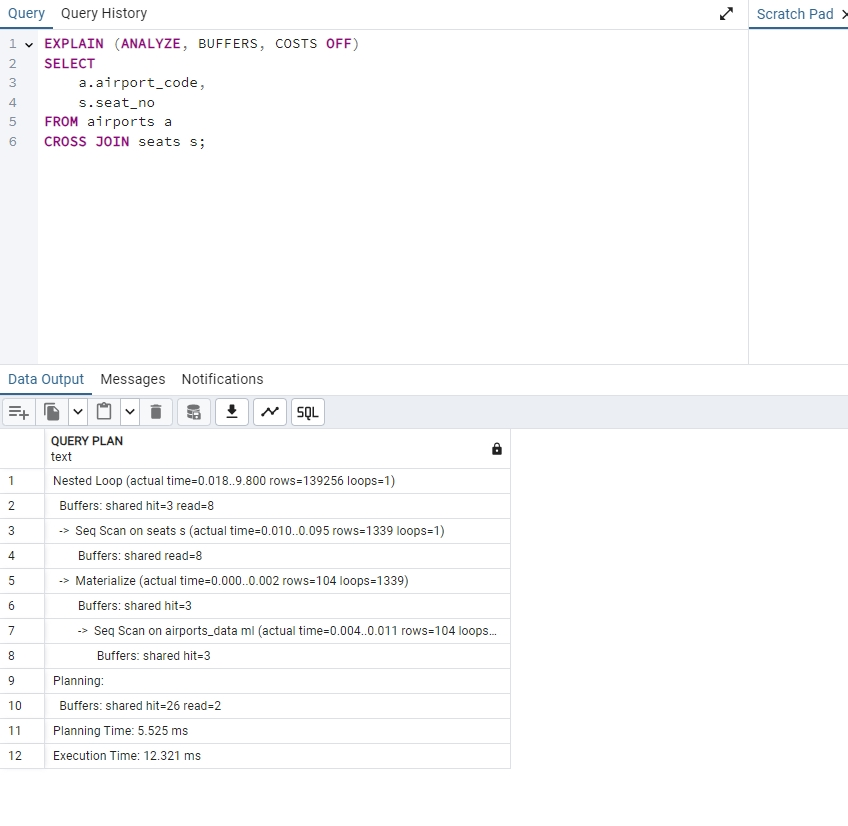 Query Query History Scratch Pad
1 EXPLAIN (ANALYZE, BUFFERS, COSTS OFF)
2 SELECT
3 a.airport_code,
4 s.seat_no
5 FROM airports a
6 CROSS JOIN seats s;
Data Output Messages Notifications
SQL
QUERY PLAN
text
1 Nested Loop (actual time=0.018..9.800 rows=139256 loops=1)
2 Buffers: shared hit=3 read=8
3 -> Seq Scan on seats s (actual time=0.010..0.095 rows=1339 loops=1)
4 Buffers: shared read=8
5 -> Materialize (actual time=0.000..0.002 rows=104 loops=1339)
6 Buffers: shared hit=3
7 -> Seq Scan on airports_data ml (actual time=0.004..0.011 rows=104 loops...
8 Buffers: shared hit=3
9 Planning:
10 Buffers: shared hit=26 read=2
11 Planning Time: 5.525 ms
12 Execution Time: 12.321 ms